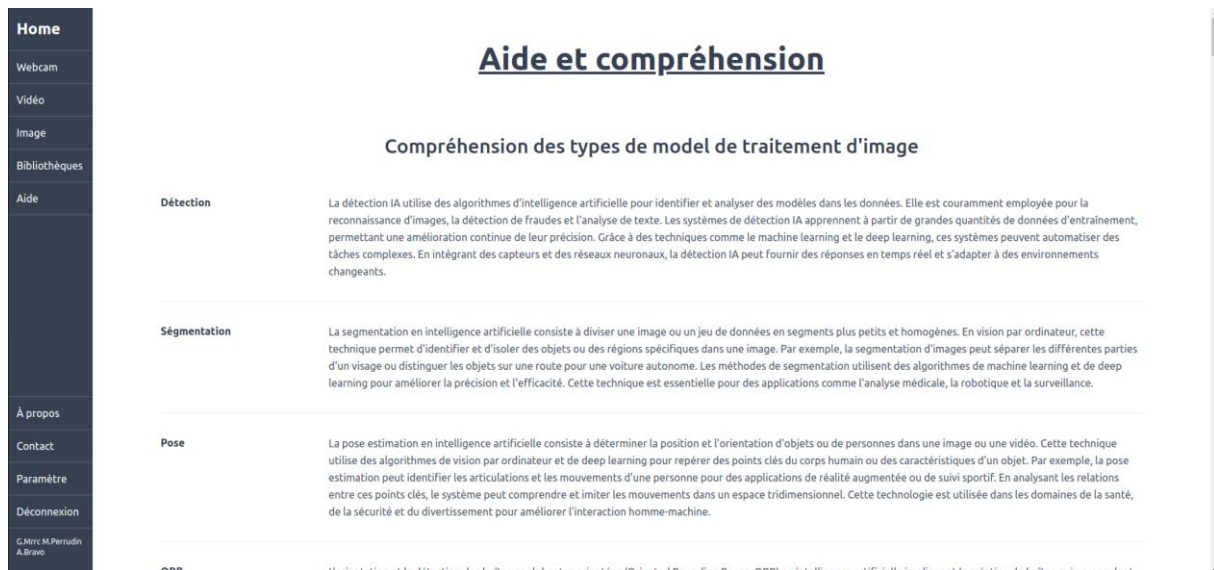 Home
Webcam
Vidéo
Image
Bibliothèques
Aide
À propos
Contact
Paramètre
Déconnexion
G.Mrrc M.Perrudin
A.Bravo
Aide et compréhension
Compréhension des types de model de traitement d'image
Détection
La détection IA utilise des algorithmes d'intelligence artificielle pour identifier et analyser des modèles dans les données. Elle est couramment employée pour la
reconnaissance d'images, la détection de fraudes et l'analyse de texte. Les systèmes de détection IA apprennent à partir de grandes quantités de données d'entraînement,
permettant une amélioration continue de leur précision. Grâce à des techniques comme le machine learning et le deep learning, ces systèmes peuvent automatiser des
tâches complexes. En intégrant des capteurs et des réseaux neuronaux, la détection IA peut fournir des réponses en temps réel et s'adapter à des environnements
changeants.
Ségmentation
La segmentation en intelligence artificielle consiste à diviser une image ou un jeu de données en segments plus petits et homogènes. En vision par ordinateur, cette
technique permet d'identifier et d'isoler des objets ou des régions spécifiques dans une image. Par exemple, la segmentation d'images peut séparer les différentes parties
d'un visage ou distinguer les objets sur une route pour une voiture autonome. Les méthodes de segmentation utilisent des algorithmes de machine learning et de deep
learning pour améliorer la précision et l'efficacité. Cette technique est essentielle pour des applications comme l'analyse médicale, la robotique et la surveillance.
Pose
La pose estimation en intelligence artificielle consiste à déterminer la position et l'orientation d'objets ou de personnes dans une image ou une vidéo. Cette technique
utilise des algorithmes de vision par ordinateur et de deep learning pour repérer des points clés du corps humain ou des caractéristiques d'un objet. Par exemple, la pose
estimation peut identifier les articulations et les mouvements d'une personne pour des applications de réalité augmentée ou de suivi sportif. En analysant les relations
entre ces points clés, le système peut comprendre et imiter les mouvements dans un espace tridimensionnel. Cette technologie est utilisée dans les domaines de la santé,
de la sécurité et du divertissement pour améliorer l'interaction homme-machine.